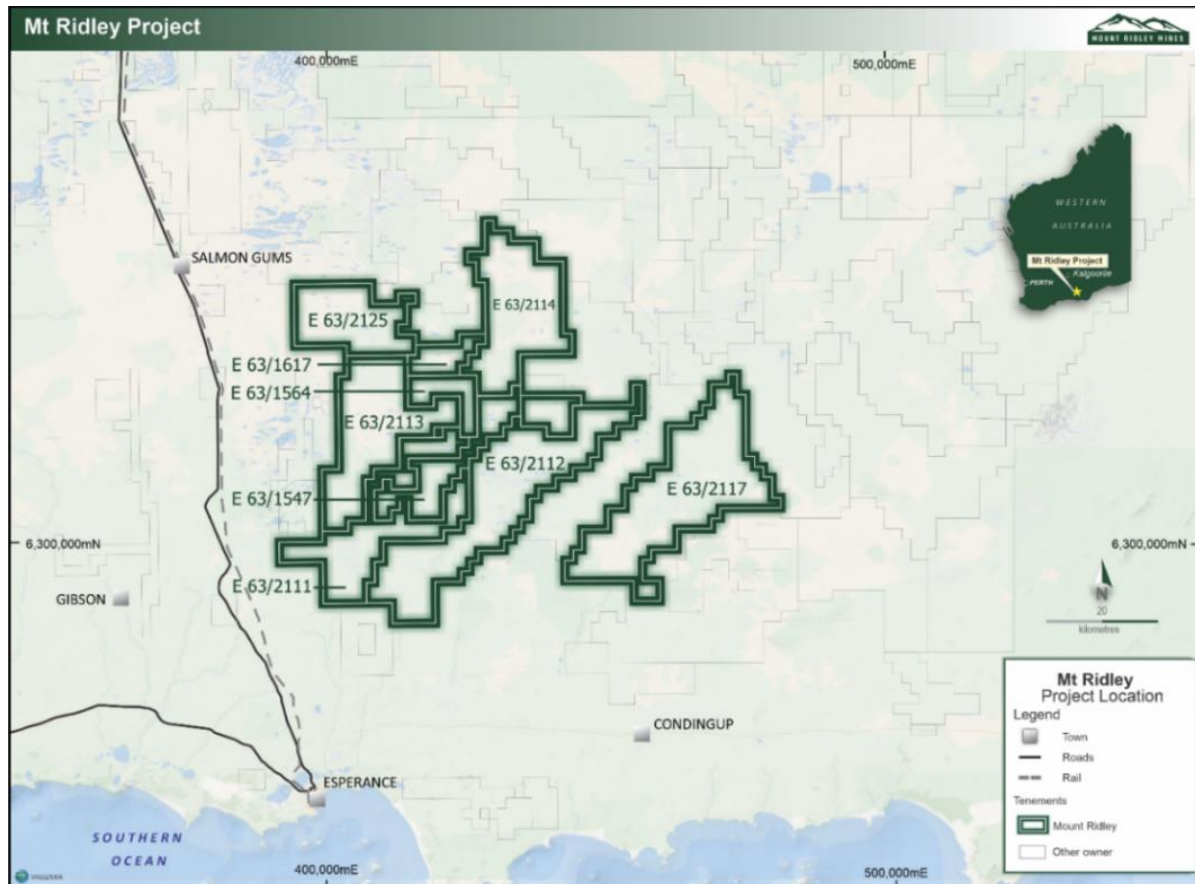 Mt Ridley Project
MOUNT RIDLEY MINES
400,000mE
500,000mE
WESTERN
AUSTRALIA
Mt Ridley Project
Kalgoorlie
PERTH
SALMON GUMS
E 63/2125
E 63/2114
E 63/1617
E 63/1564
E 63/2113
E 63/2112
E 63/1547
E 63/2117
6,300,000mN
6,300,000mN
E 63/2111
GIBSON
N
20
kilometres
CONDINGUP
ESPERANCE
SOUTHERN
OCEAN
400,000mE
500,000mE
Mt Ridley
Project Location
Legend
Town
Roads
Rail
Tenements
Mount Ridley
Other owner